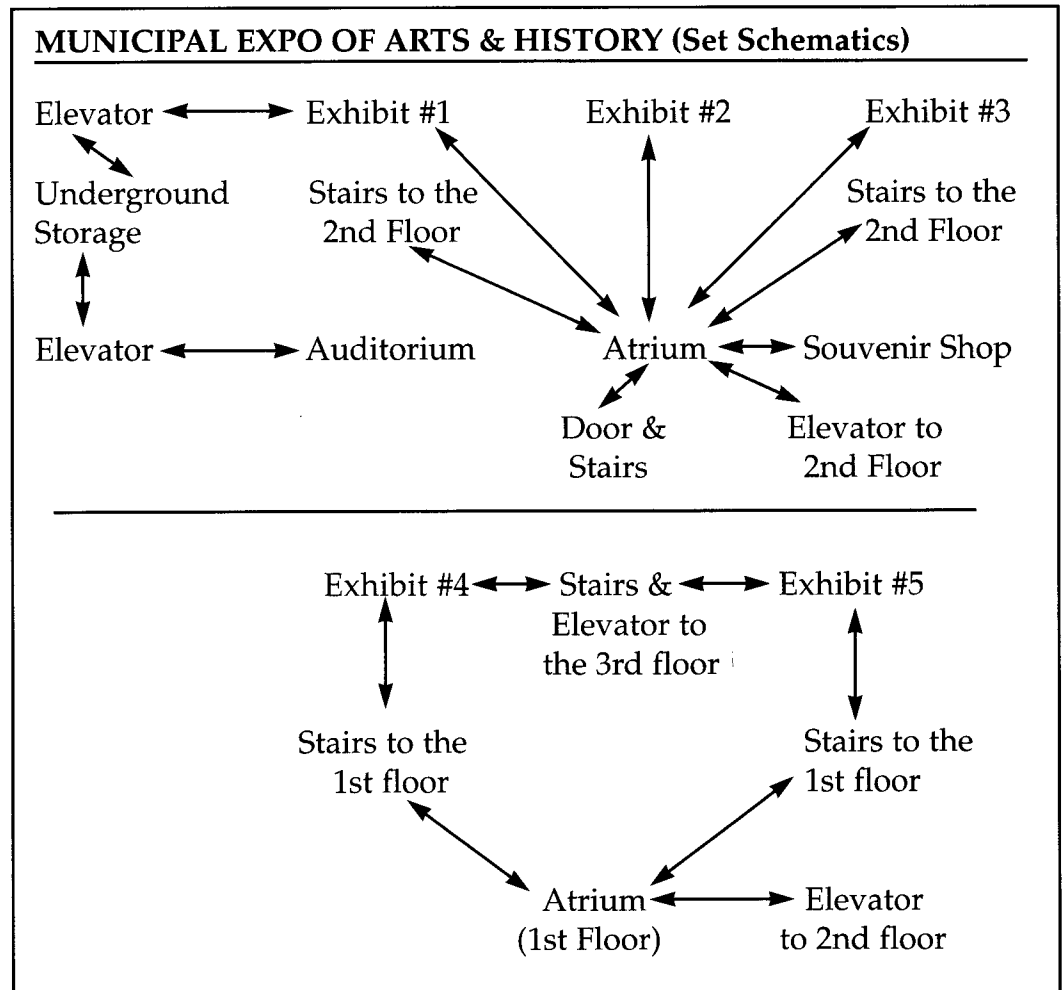 MUNICIPAL EXPO OF ARTS & HISTORY (Set Schematics)
Elevator
Exhibit #1
Exhibit #2
Exhibit #3
Underground
Storage
Stairs to the
2nd Floor
Stairs to the
2nd Floor
Elevator
Auditorium
Atrium
Souvenir Shop
Door &
Stairs
Elevator to
2nd Floor
Exhibit #4
Stairs &
Elevator to
the 3rd floor
Exhibit #5
Stairs to the
1st floor
Stairs to the
1st floor
Atrium
(1st Floor)
Elevator
to 2nd floor